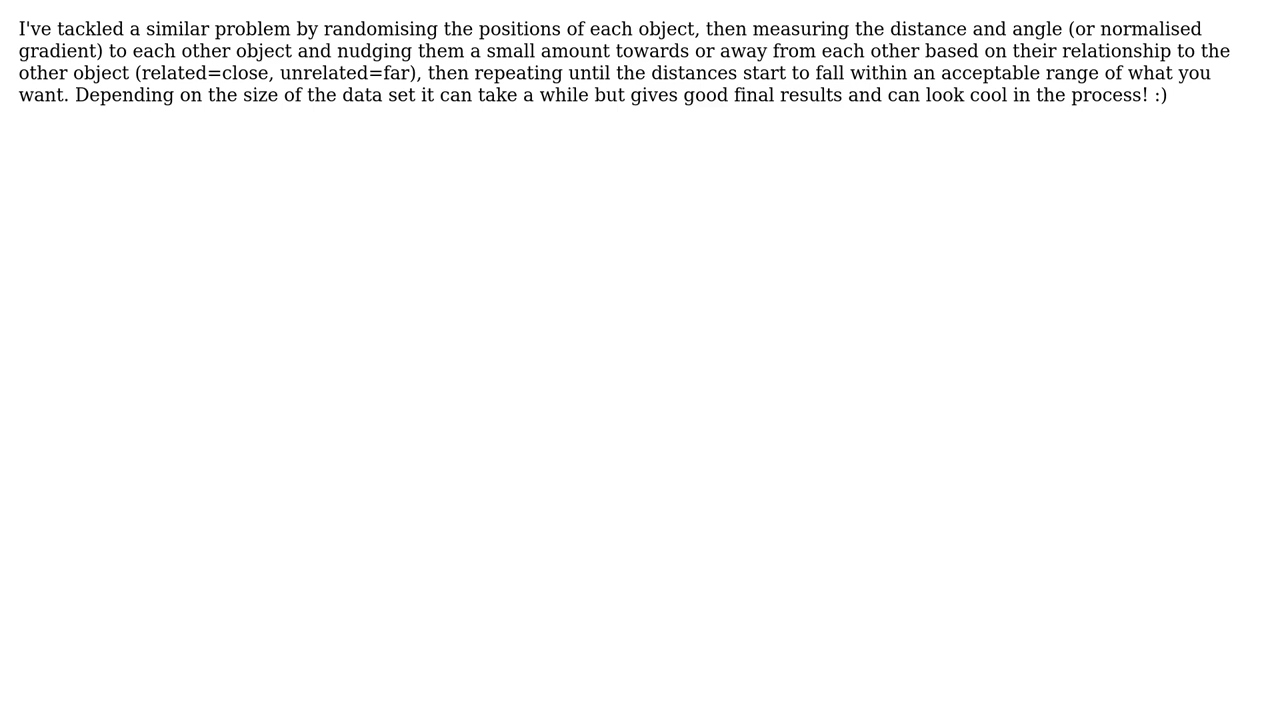 I've tackled a similar problem by randomising the positions of each object, then measuring the distance and angle (or normalised
gradient) to each other object and nudging them a small amount towards or away from each other based on their relationship to the
other object (related=close, unrelated=far), then repeating until the distances start to fall within an acceptable range of what you
want. Depending on the size of the data set it can take a while but gives good final results and can look cool in the process! :)